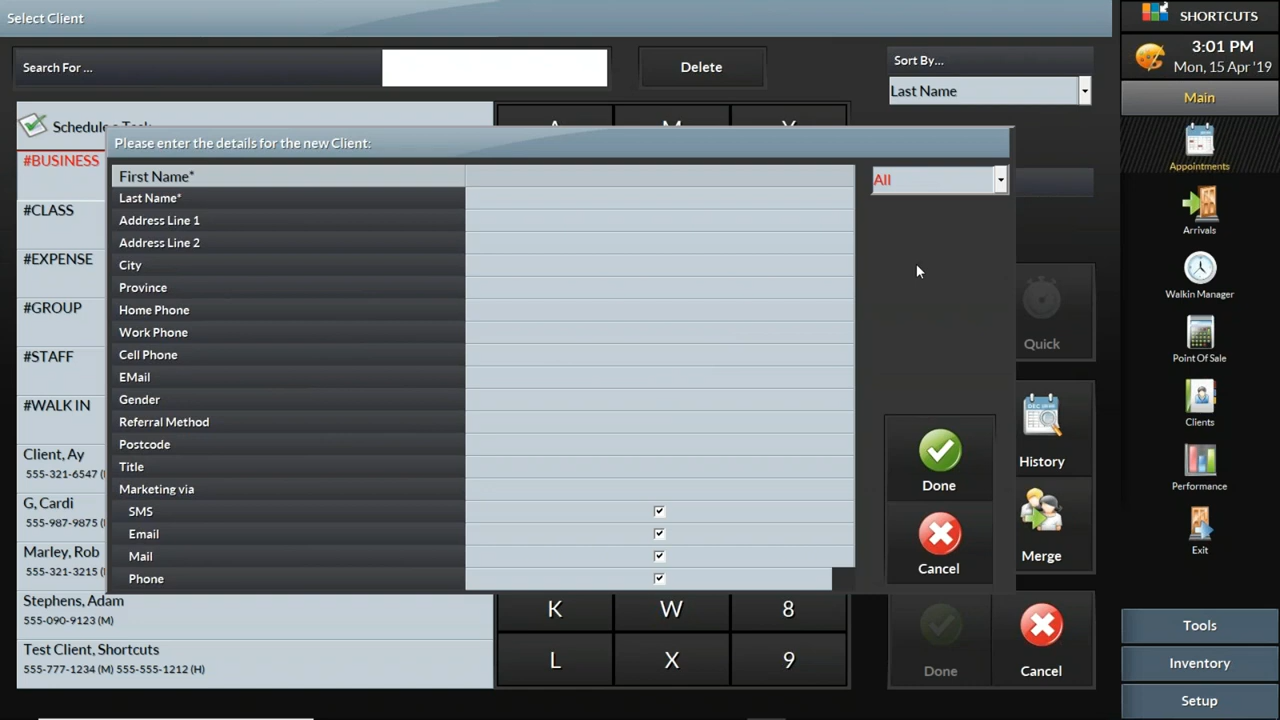 Select Client
SHORTCUTS
3:01 PM
Mon, 15 Apr '19
Search For ...
Delete
Sort By...
Last Name
Main
Schedule a Task
A M Y
Please enter the details for the new Client:
#BUSINESS
#CLASS
#EXPENSE
#GROUP
#STAFF
#WALK IN
Client, Ay
555-321-6547 (
G, Cardi
555-987-9875 (
Marley, Rob
555-321-3215 (
Stephens, Adam
555-090-9123 (M)
Test Client, Shortcuts
555-777-1234 (M) 555-555-1212 (H)
First Name*
Last Name*
Address Line 1
Address Line 2
City
Province
Home Phone
Work Phone
Cell Phone
EMail
Gender
Referral Method
Postcode
Title
Marketing via
SMS
Email
Mail
Phone
All
Done
Cancel
K W 8
L X 9
Quick
DEC
History
Merge
Done
Cancel
Appointments
Arrivals
Walkin Manager
Point Of Sale
Clients
Performance
Exit
Tools
Inventory
Setup